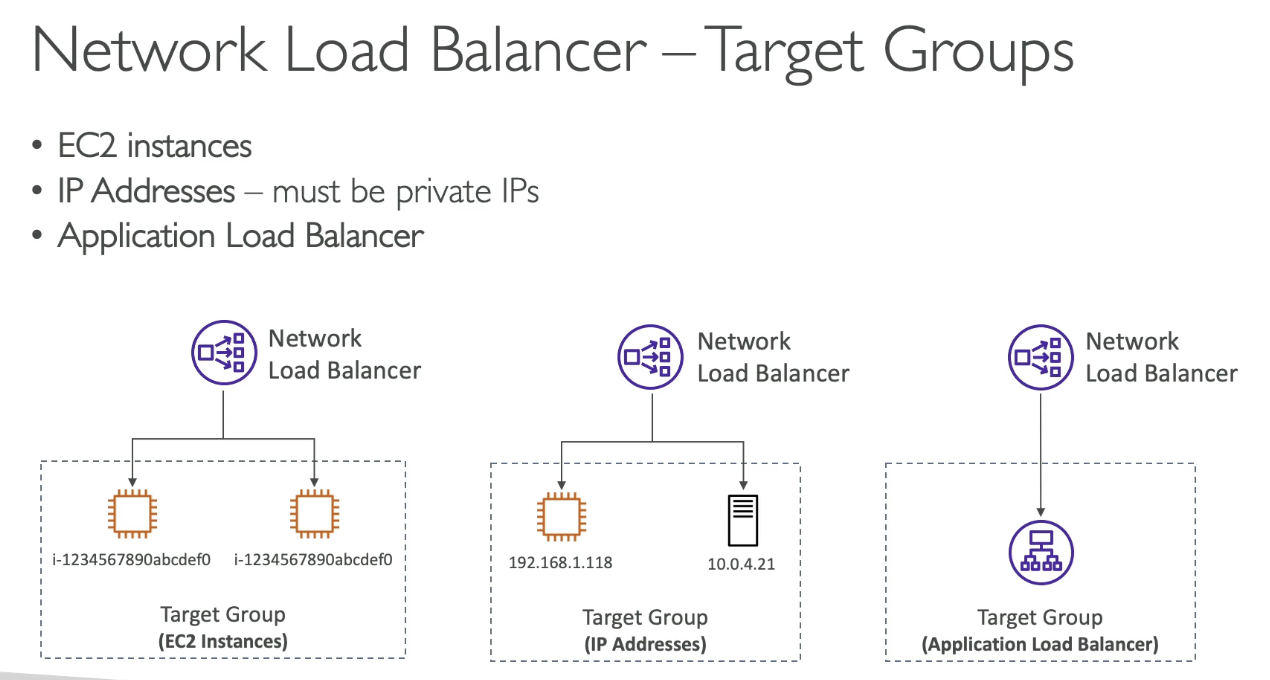 Network Load Balancer – Target Groups
• EC2 instances
• IP Addresses – must be private IPs
• Application Load Balancer
Network
Load Balancer
Network
Load Balancer
Network
Load Balancer
i-1234567890abcdef0
i-1234567890abcdef0
192.168.1.118
10.0.4.21
Target Group
(EC2 Instances)
Target Group
(IP Addresses)
Target Group
(Application Load Balancer)